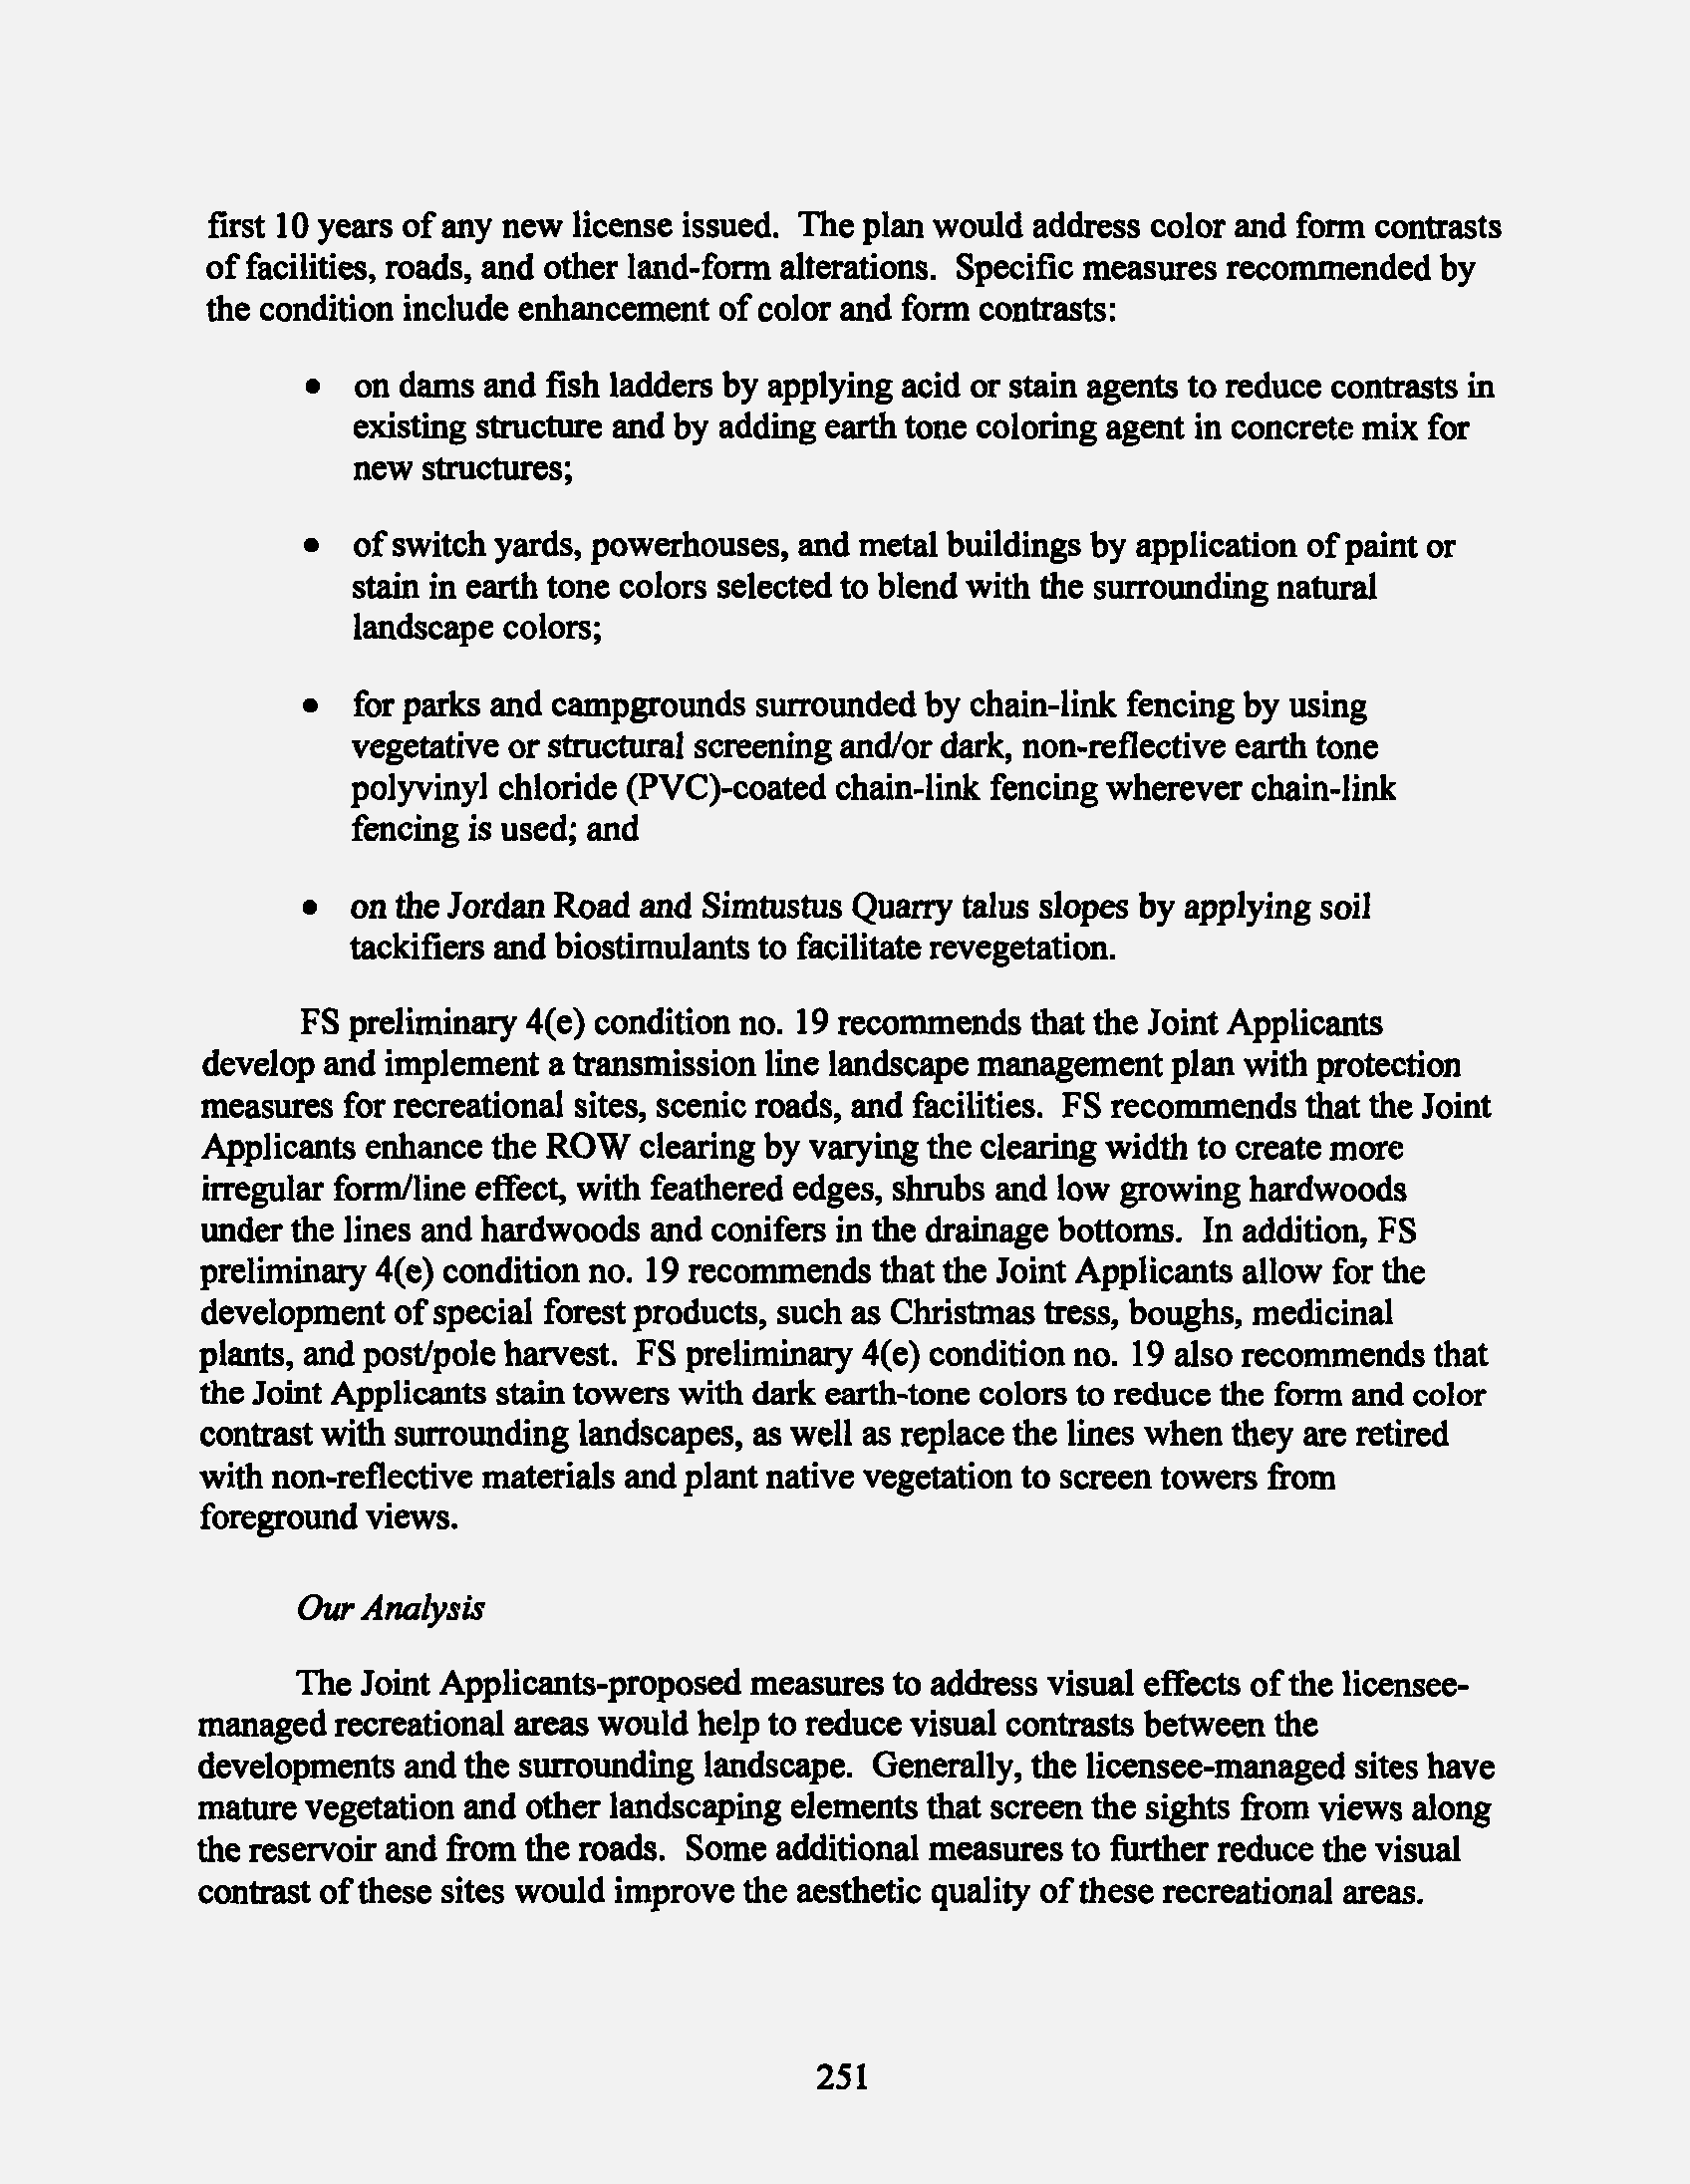 first 10 years of any new license issued.  The plan would address color and form contrasts
of facilities, roads, and other land-form alterations.  Specific measures recommended by
the condition include enhancement of color and form contrasts:
• on dams and fish ladders by applying acid or stain agents to reduce contrasts in
existing structure and by adding earth tone coloring agent in concrete mix for
new structures;
• of switch yards, powerhouses, and metal buildings by application of paint or
stain in earth tone colors selected to blend with the surrounding natural
landscape colors;
• for parks and campgrounds surrounded by chain-link fencing by using
vegetative or structural screening and/or dark, non-reflective earth tone
polyvinyl chloride (PVC)-coated chain-link fencing wherever chain-link
fencing is used; and
• on the Jordan Road and Simtustus Quarry talus slopes by applying soil
tackifiers and biostimulants to facilitate revegetation.
FS preliminary 4(e) condition no. 19 recommends that the Joint Applicants
develop and implement a transmission line landscape management plan with protection
measures for recreational sites, scenic roads, and facilities.  FS recommends that the Joint
Applicants enhance the ROW clearing by varying the clearing width to create more
irregular form/line effect, with feathered edges, shrubs and low growing hardwoods
under the lines and hardwoods and conifers in the drainage bottoms.  In addition, FS
preliminary 4(e) condition no. 19 recommends that the Joint Applicants allow for the
development of special forest products, such as Christmas tress, boughs, medicinal
plants, and post/pole harvest.  FS preliminary 4(e) condition no. 19 also recommends that
the Joint Applicants stain towers with dark earth-tone colors to reduce the form and color
contrast with surrounding landscapes, as well as replace the lines when they are retired
with non-reflective materials and plant native vegetation to screen towers from
foreground views.
Our Analysis
The Joint Applicants-proposed measures to address visual effects of the licensee-
managed recreational areas would help to reduce visual contrasts between the
developments and the surrounding landscape.  Generally, the licensee-managed sites have
mature vegetation and other landscaping elements that screen the sights from views along
the reservoir and from the roads.  Some additional measures to further reduce the visual
contrast of these sites would improve the aesthetic quality of these recreational areas.
251